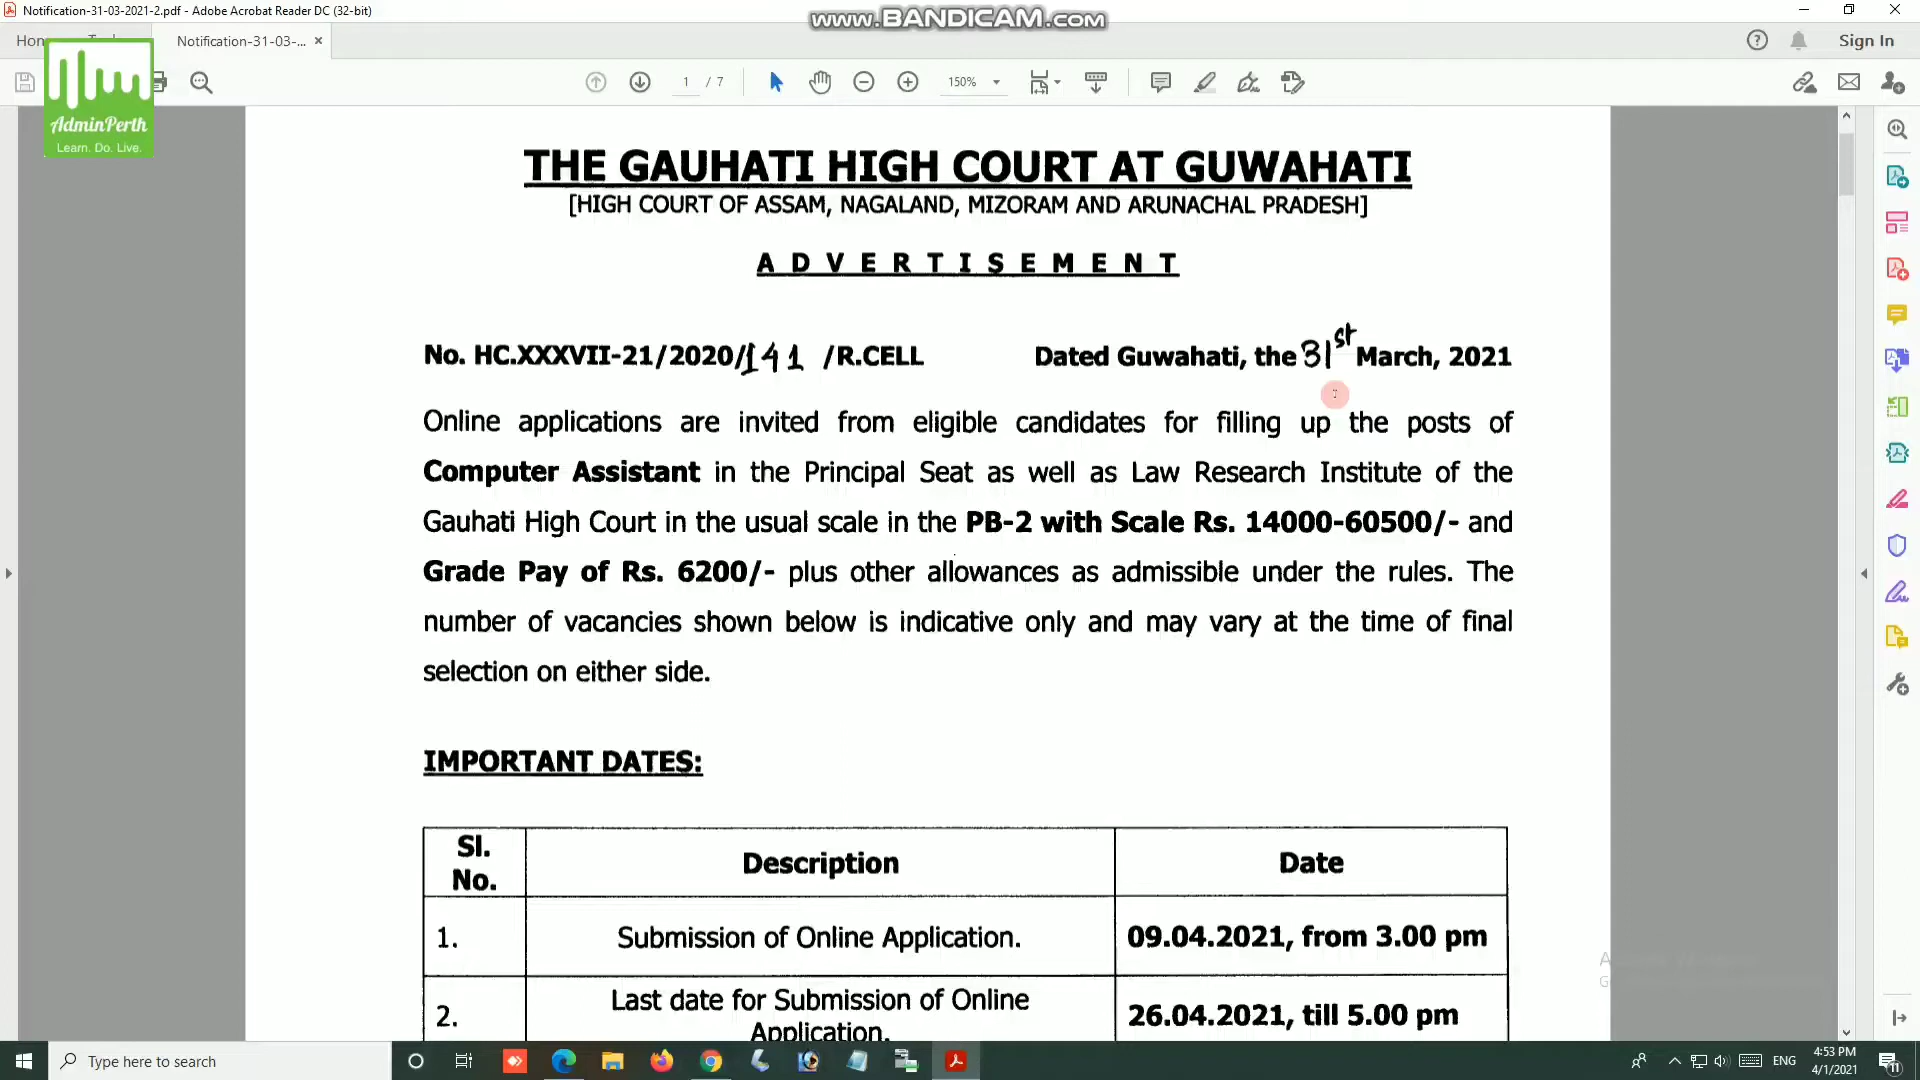 Notification-31-03-2021-2.pdf - Adobe Acrobat Reader DC (32-bit)
www.BANDICAM.com
Notification-31-03-... ×
Sign In
1 / 7
150%
AdminPerth
Learn. Do. Live.
THE GAUHATI HIGH COURT AT GUWAHATI
[HIGH COURT OF ASSAM, NAGALAND, MIZORAM AND ARUNACHAL PRADESH]
A D V E R T I S E M E N T
No. HC.XXXVII-21/2020/141 /R.CELL Dated Guwahati, the 31st March, 2021
Online applications are invited from eligible candidates for filling up the posts of
Computer Assistant in the Principal Seat as well as Law Research Institute of the
Gauhati High Court in the usual scale in the PB-2 with Scale Rs. 14000-60500/- and
Grade Pay of Rs. 6200/- plus other allowances as admissible under the rules. The
number of vacancies shown below is indicative only and may vary at the time of final
selection on either side.
IMPORTANT DATES:
Sl. No. Description Date
1. Submission of Online Application. 09.04.2021, from 3.00 pm
2. Last date for Submission of Online Application. 26.04.2021, till 5.00 pm
Type here to search
ENG
4:53 PM
4/1/2021
11